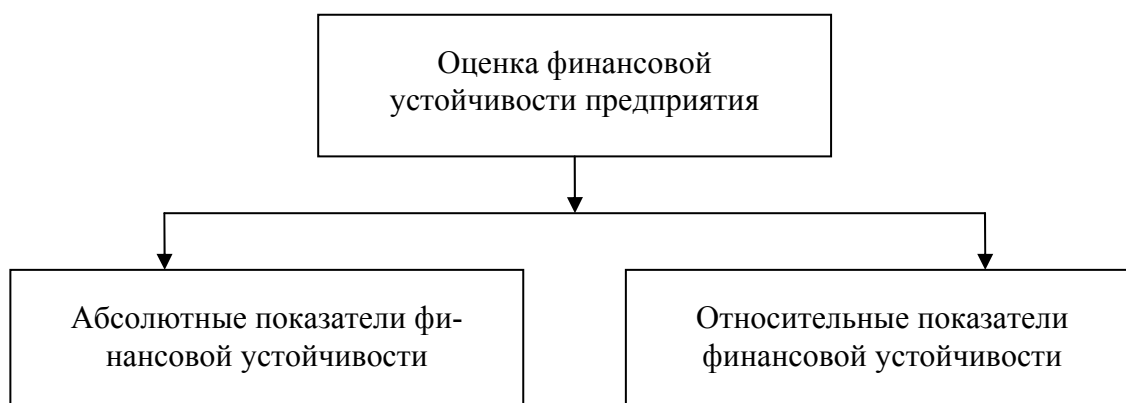 Оценка финансовой
устойчивости предприятия
Абсолютные показатели фи-
нансовой устойчивости
Относительные показатели
финансовой устойчивости